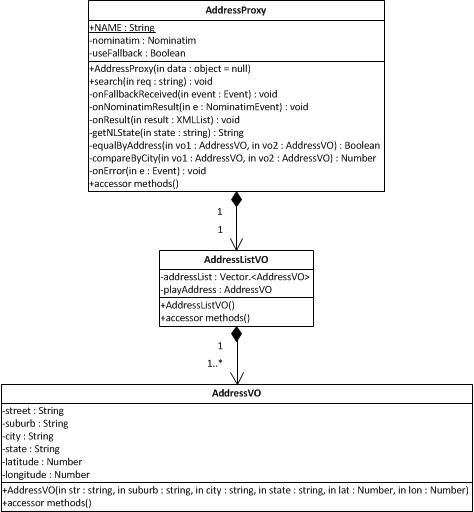 AddressProxy
+NAME : String
-nominatim : Nominatim
-useFallback : Boolean
+AddressProxy(in data : object = null)
+search(in req : string) : void
-onFallbackReceived(in event : Event) : void
-onNominatimResult(in e : NominatimEvent) : void
-onResult(in result : XMLList) : void
-getNLState(in state : string) : String
-equalByAddress(in vo1 : AddressVO, in vo2 : AddressVO) : Boolean
-compareByCity(in vo1 : AddressVO, in vo2 : AddressVO) : Number
-onError(in e : Event) : void
+accessor methods()
1
1
AddressListVO
-addressList : Vector.<AddressVO>
-playAddress : AddressVO
+AddressListVO()
+accessor methods()
1
1..*
AddressVO
-street : String
-suburb : String
-city : String
-state : String
-latitude : Number
-longitude : Number
+AddressVO(in str : string, in suburb : string, in city : string, in state : string, in lat : Number, in lon : Number)
+accessor methods()